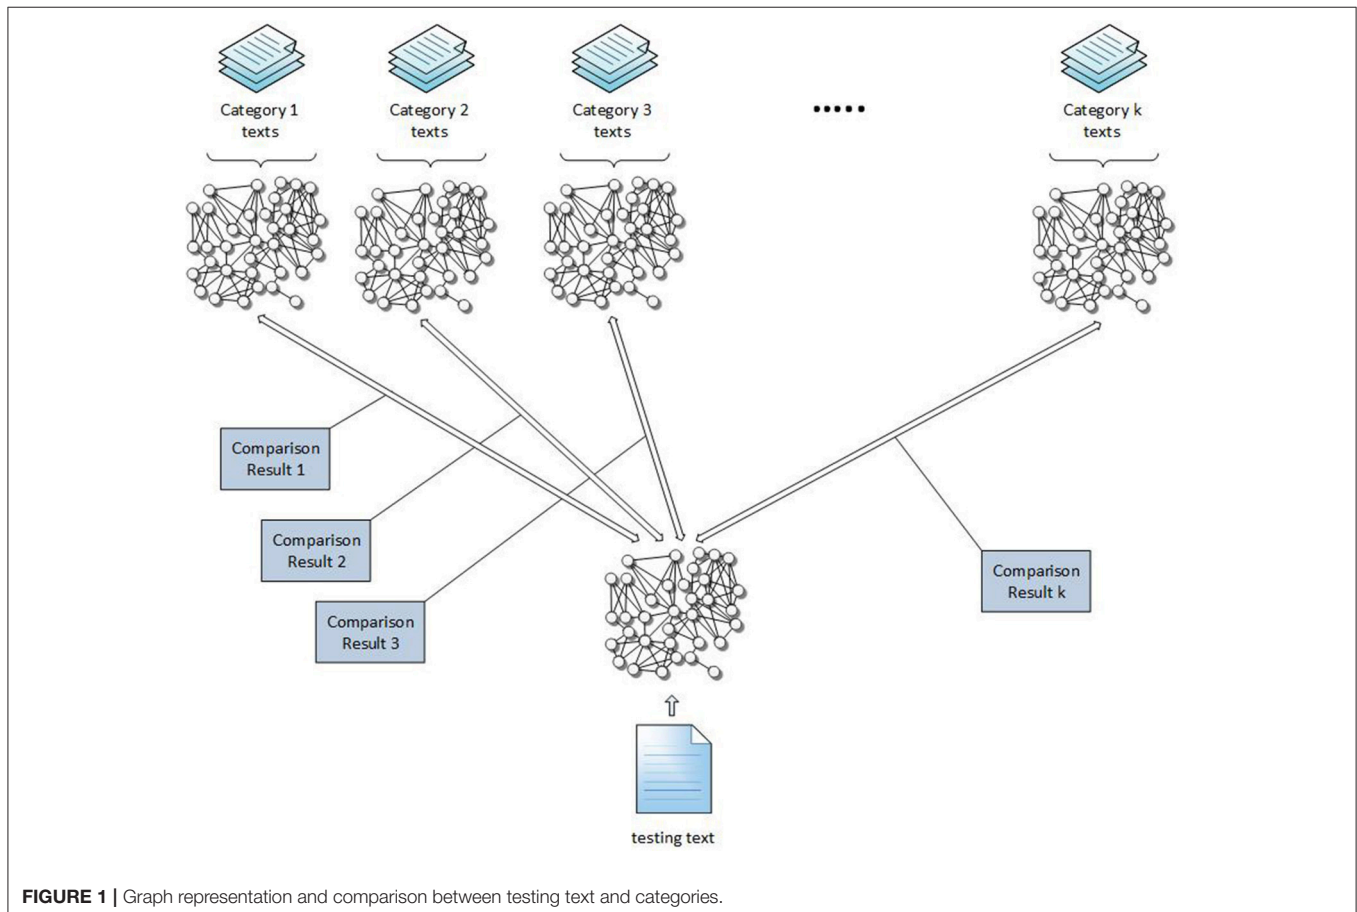 Category 1
texts
Category 2
texts
Category 3
texts
.....
Category k
texts
Comparison
Result 1
Comparison
Result 2
Comparison
Result 3
Comparison
Result k
testing text
FIGURE 1 | Graph representation and comparison between testing text and categories.